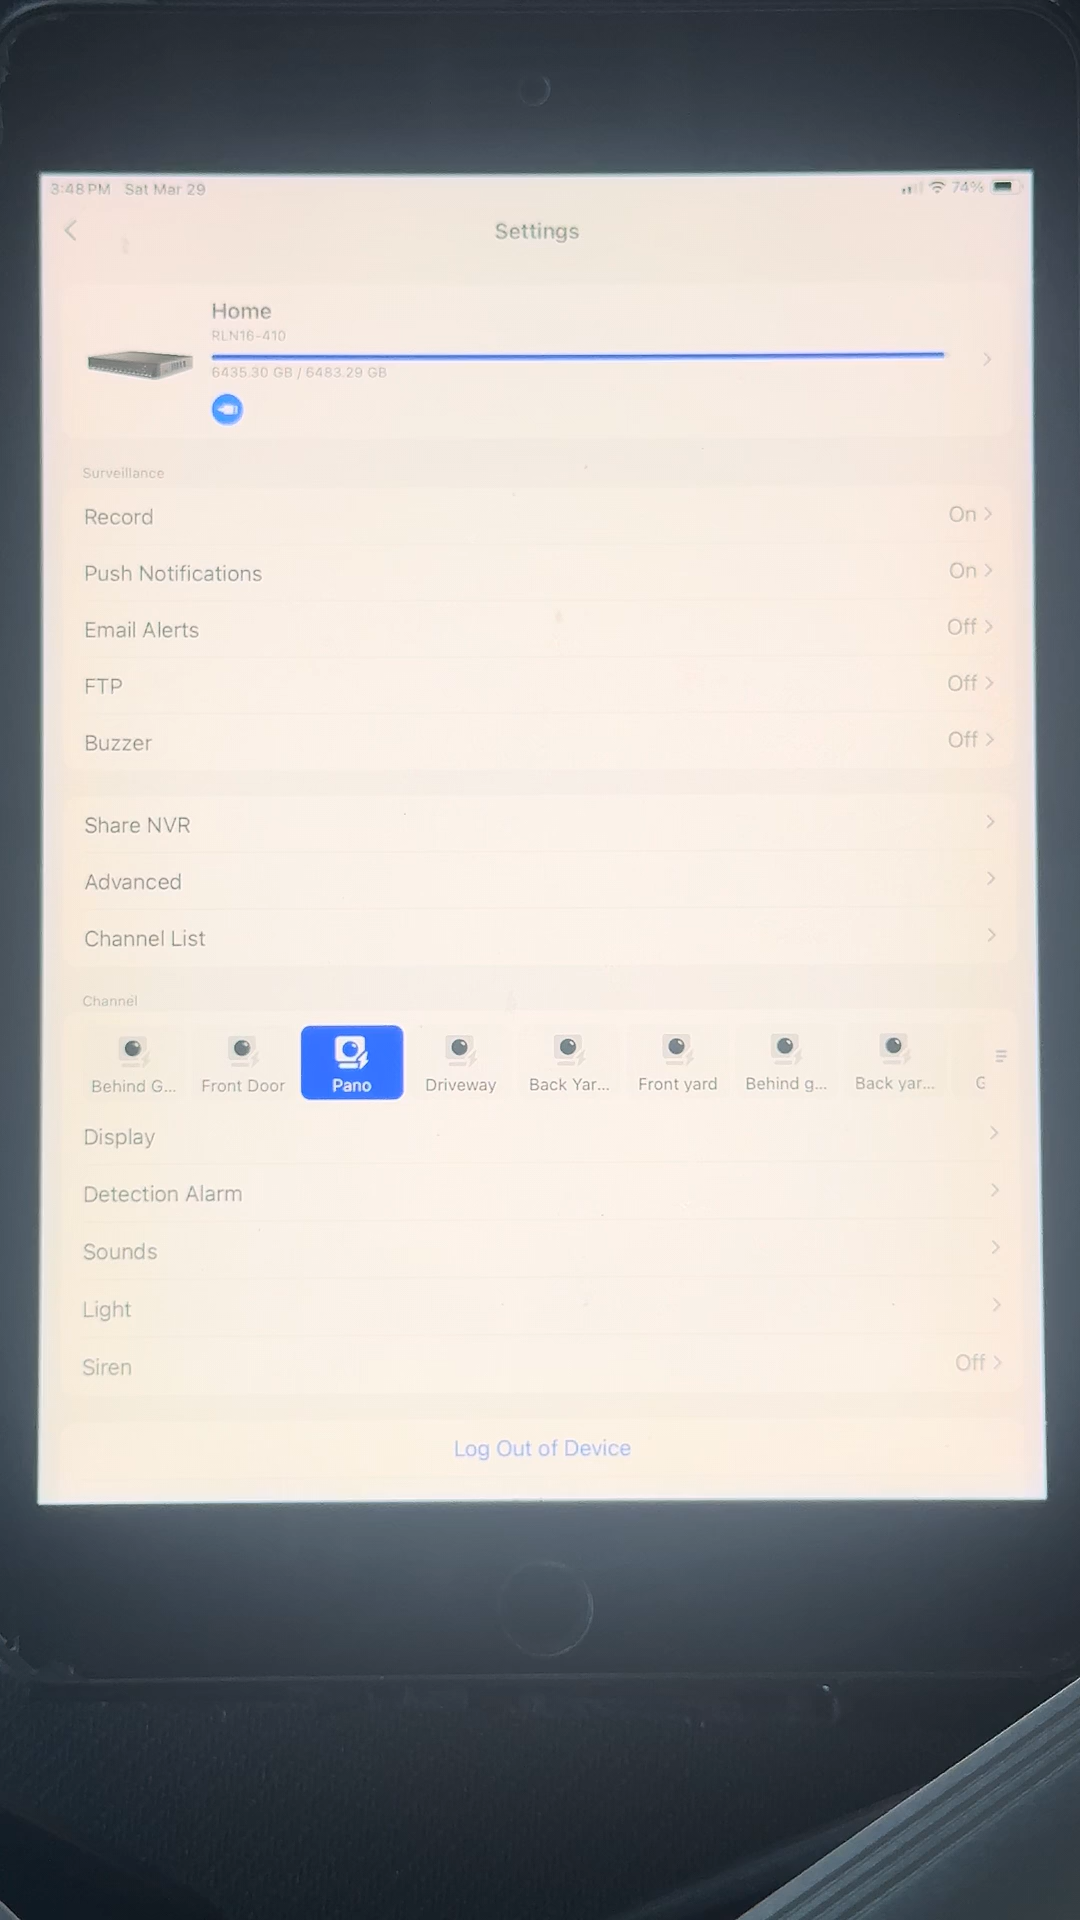 3:48 PM Sat Mar 29
74%
Settings
Home
RLN16-410
6435.30 GB / 6483.29 GB
Surveillance
Record On
Push Notifications On
Email Alerts Off
FTP Off
Buzzer Off
Share NVR
Advanced
Channel List
Channel
Behind G... Front Door Pano Driveway Back Yar... Front yard Behind g... Back yar...
Display
Detection Alarm
Sounds
Light
Siren Off
Log Out of Device